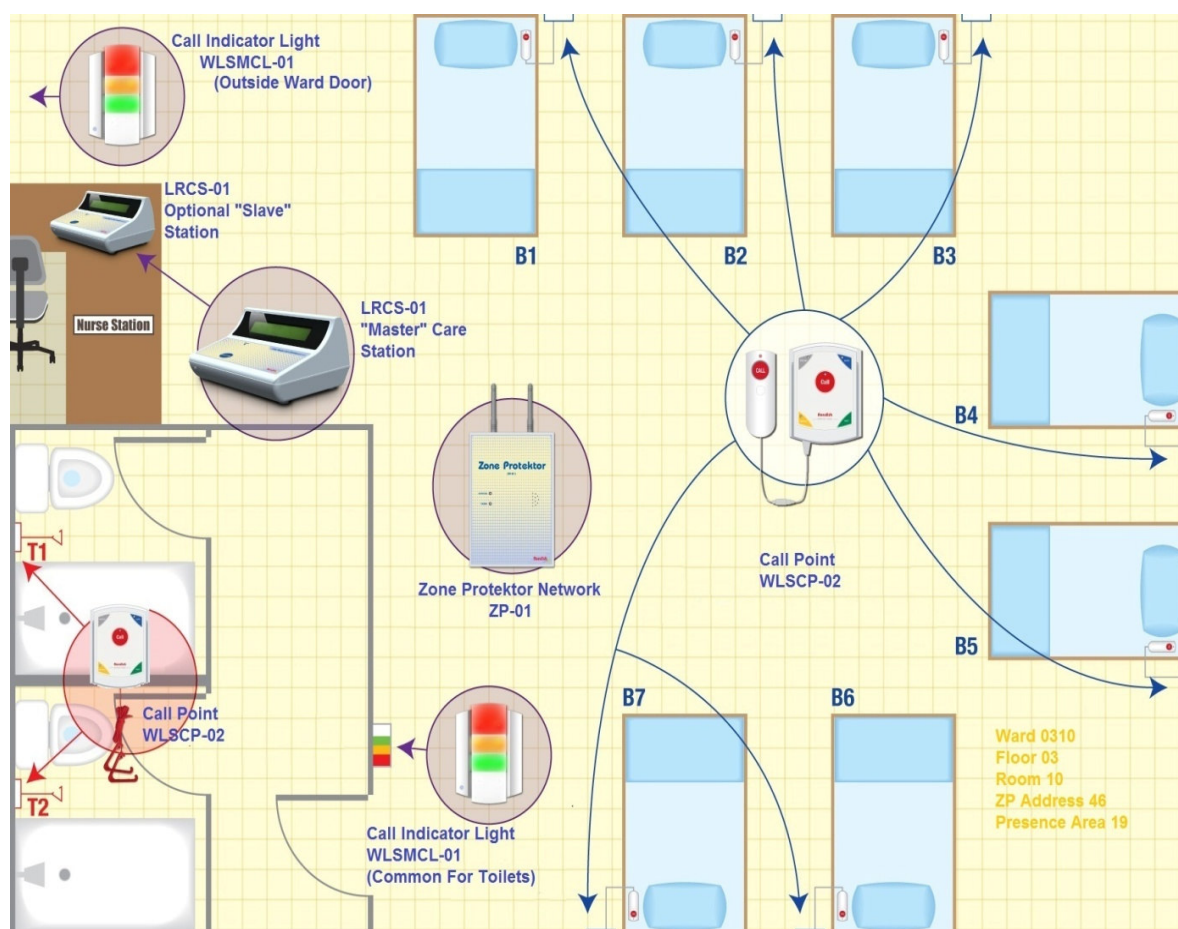 Call Indicator Light
WLSMCL-01
(Outside Ward Door)
LRCS-01
Optional "Slave"
Station
Nurse Station
LRCS-01
"Master" Care
Station
B1
B2
B3
B4
B5
CALL
Call
Zone Protektor
Zone Protektor Network
ZP-01
Call Point
WLSCP-02
T1
Call
Call Point
WLSCP-02
T2
B7
B6
Call Indicator Light
WLSMCL-01
(Common For Toilets)
Ward 0310
Floor 03
Room 10
ZP Address 46
Presence Area 19